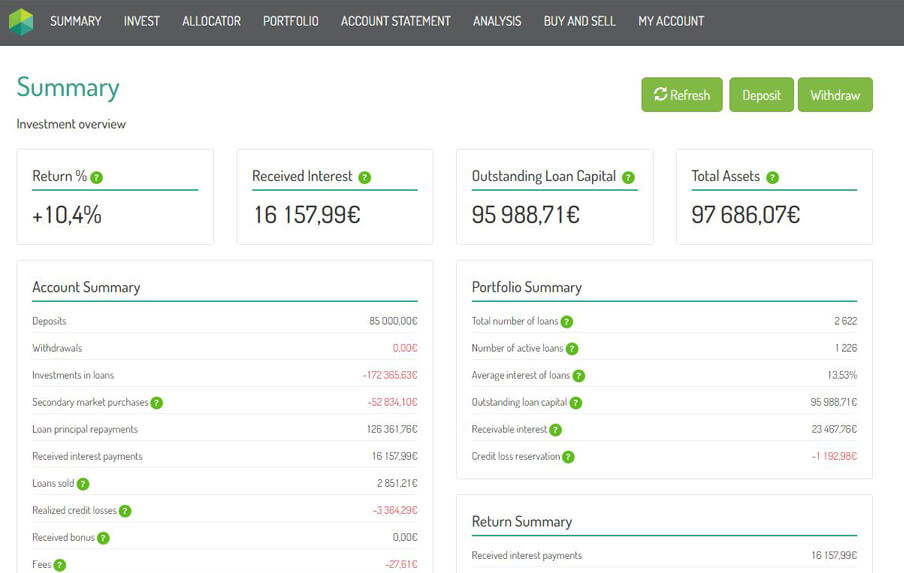 SUMMARY INVEST ALLOCATOR PORTFOLIO ACCOUNT STATEMENT ANALYSIS BUY AND SELL MY ACCOUNT
Summary
Refresh Deposit Withdraw
Investment overview
Return % ?
+10,4%
Received Interest ?
16 157,99€
Outstanding Loan Capital ?
95 988,71€
Total Assets ?
97 686,07€
Account Summary
Deposits 85 000,00€
Withdrawals 0,00€
Investments in loans -172 365,63€
Secondary market purchases ? -52 834,10€
Loan principal repayments 126 361,76€
Received interest payments 16 157,99€
Loans sold ? 2 851,21€
Realized credit losses ? -3 364,29€
Received bonus ? 0,00€
Fees ? -27,61€
Portfolio Summary
Total number of loans ? 2 622
Number of active loans ? 1 226
Average interest of loans ? 13,53%
Outstanding loan capital ? 95 988,71€
Receivable interest ? 23 467,76€
Credit loss reservation ? -1 192,98€
Return Summary
Received interest payments 16 157,99€